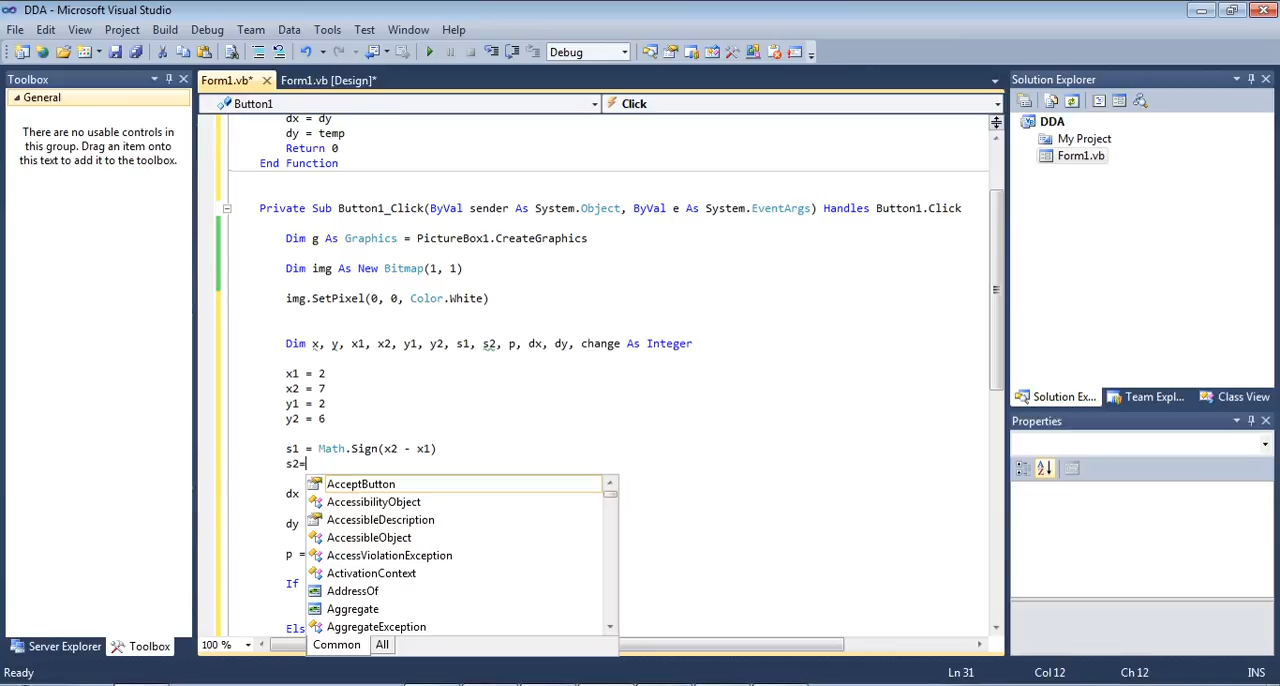 DDA - Microsoft Visual Studio
File Edit View Project Build Debug Team Data Tools Test Window Help
Debug
Toolbox
General
There are no usable controls in
this group. Drag an item onto
this text to add it to the toolbox.
Server Explorer Toolbox
Form1.vb* Form1.vb [Design]*
Button1 Click
dx = dy
dy = temp
Return 0
End Function
Private Sub Button1_Click(ByVal sender As System.Object, ByVal e As System.EventArgs) Handles Button1.Click
Dim g As Graphics = PictureBox1.CreateGraphics
Dim img As New Bitmap(1, 1)
img.SetPixel(0, 0, Color.White)
Dim x, y, x1, x2, y1, y2, s1, s2, p, dx, dy, change As Integer
x1 = 2
x2 = 7
y1 = 2
y2 = 6
s1 = Math.Sign(x2 - x1)
s2=
dx
dy
p =
If
Els
AcceptButton
AccessibilityObject
AccessibleDescription
AccessibleObject
AccessViolationException
ActivationContext
AddressOf
Aggregate
AggregateException
Common All
100 %
Solution Explorer
DDA
My Project
Form1.vb
Solution Ex... Team Expl... Class View
Properties
Ready Ln 31 Col 12 Ch 12 INS